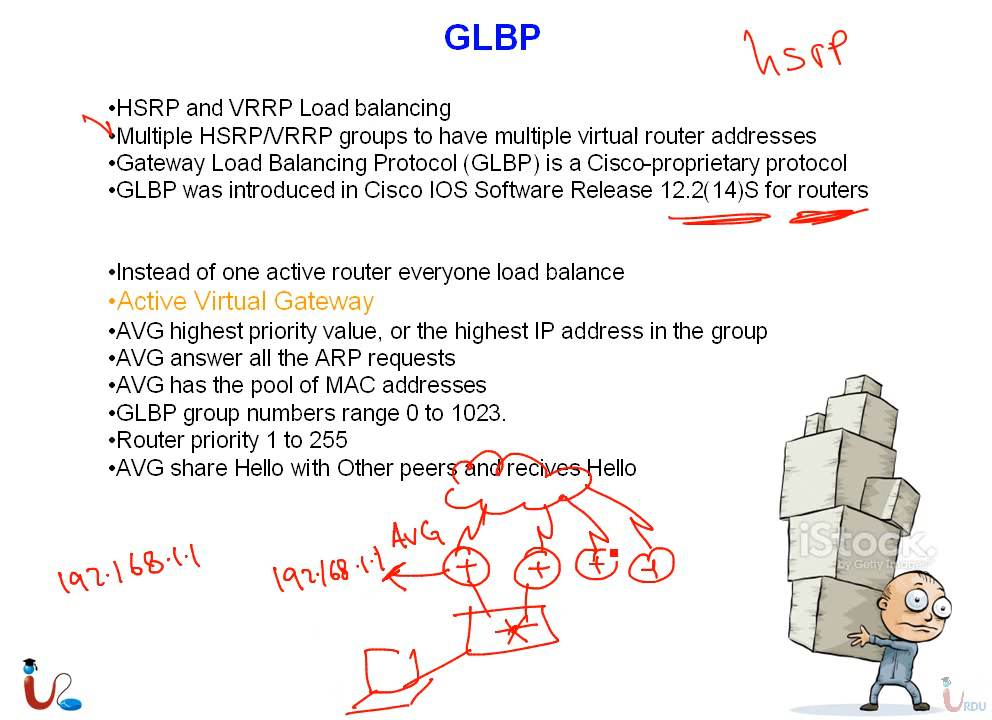 GLBP
hsrp
•HSRP and VRRP Load balancing
•Multiple HSRP/VRRP groups to have multiple virtual router addresses
•Gateway Load Balancing Protocol (GLBP) is a Cisco-proprietary protocol
•GLBP was introduced in Cisco IOS Software Release 12.2(14)S for routers
•Instead of one active router everyone load balance
•Active Virtual Gateway
•AVG highest priority value, or the highest IP address in the group
•AVG answer all the ARP requests
•AVG has the pool of MAC addresses
•GLBP group numbers range 0 to 1023.
•Router priority 1 to 255
•AVG share Hello with Other peers and recives Hello
AVG
192.168.1.1
192.168.1.1
iStock.
by Getty Images
URDU